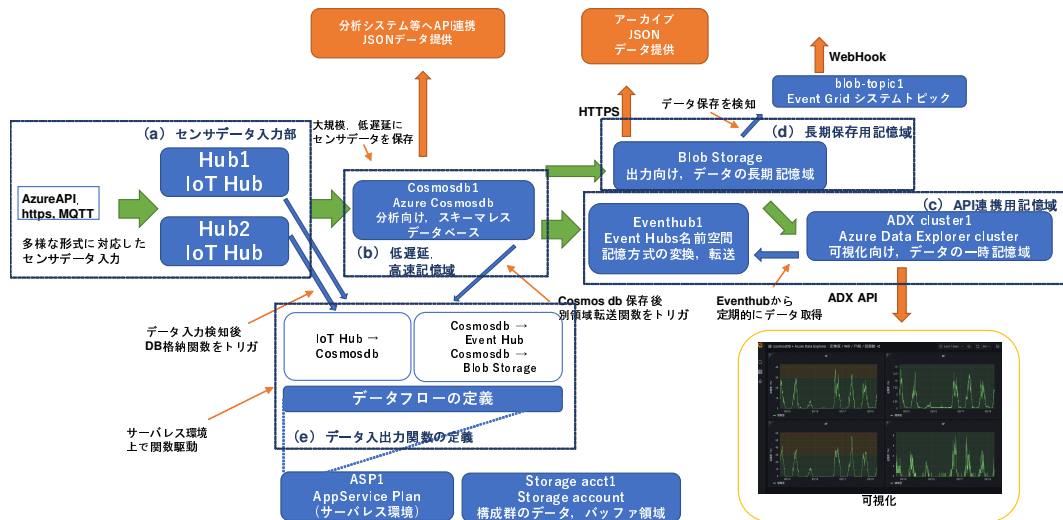 分析システム等へAPI連携
JSONデータ提供
アーカイブ
JSON
データ提供
WebHook
blob-topic1
Event Grid システムトピック
HTTPS
データ保存を検知
(a) センサデータ入力部
Hub1
IoT Hub
Hub2
IoT Hub
AzureAPI,
https, MQTT
多様な形式に対応した
センサデータ入力
大規模，低遅延に
センサデータを保存
Cosmosdb1
Azure Cosmosdb
分析向け，スキーマレス
データベース
(b) 低遅延，
高速記憶域
(d) 長期保存用記憶域
Blob Storage
出力向け，データの長期記憶域
(c) API連携用記憶域
Eventhub1
Event Hubs名前空間
記憶方式の変換，転送
ADX cluster1
Azure Data Explorer cluster
可視化向け，データの一時記憶域
データ入力検知後
DB格納関数をトリガ
Cosmos db 保存後
別領域転送関数をトリガ
Eventhubから
定期的にデータ取得
ADX API
IoT Hub →
Cosmosdb
Cosmosdb →
Event Hub
Cosmosdb →
Blob Storage
データフローの定義
(e) データ入出力関数の定義
サーバレス環境
上で関数駆動
ASP1
AppService Plan
（サーバレス環境）
Storage acct1
Storage account
構成群のデータ，バッファ領域
可視化